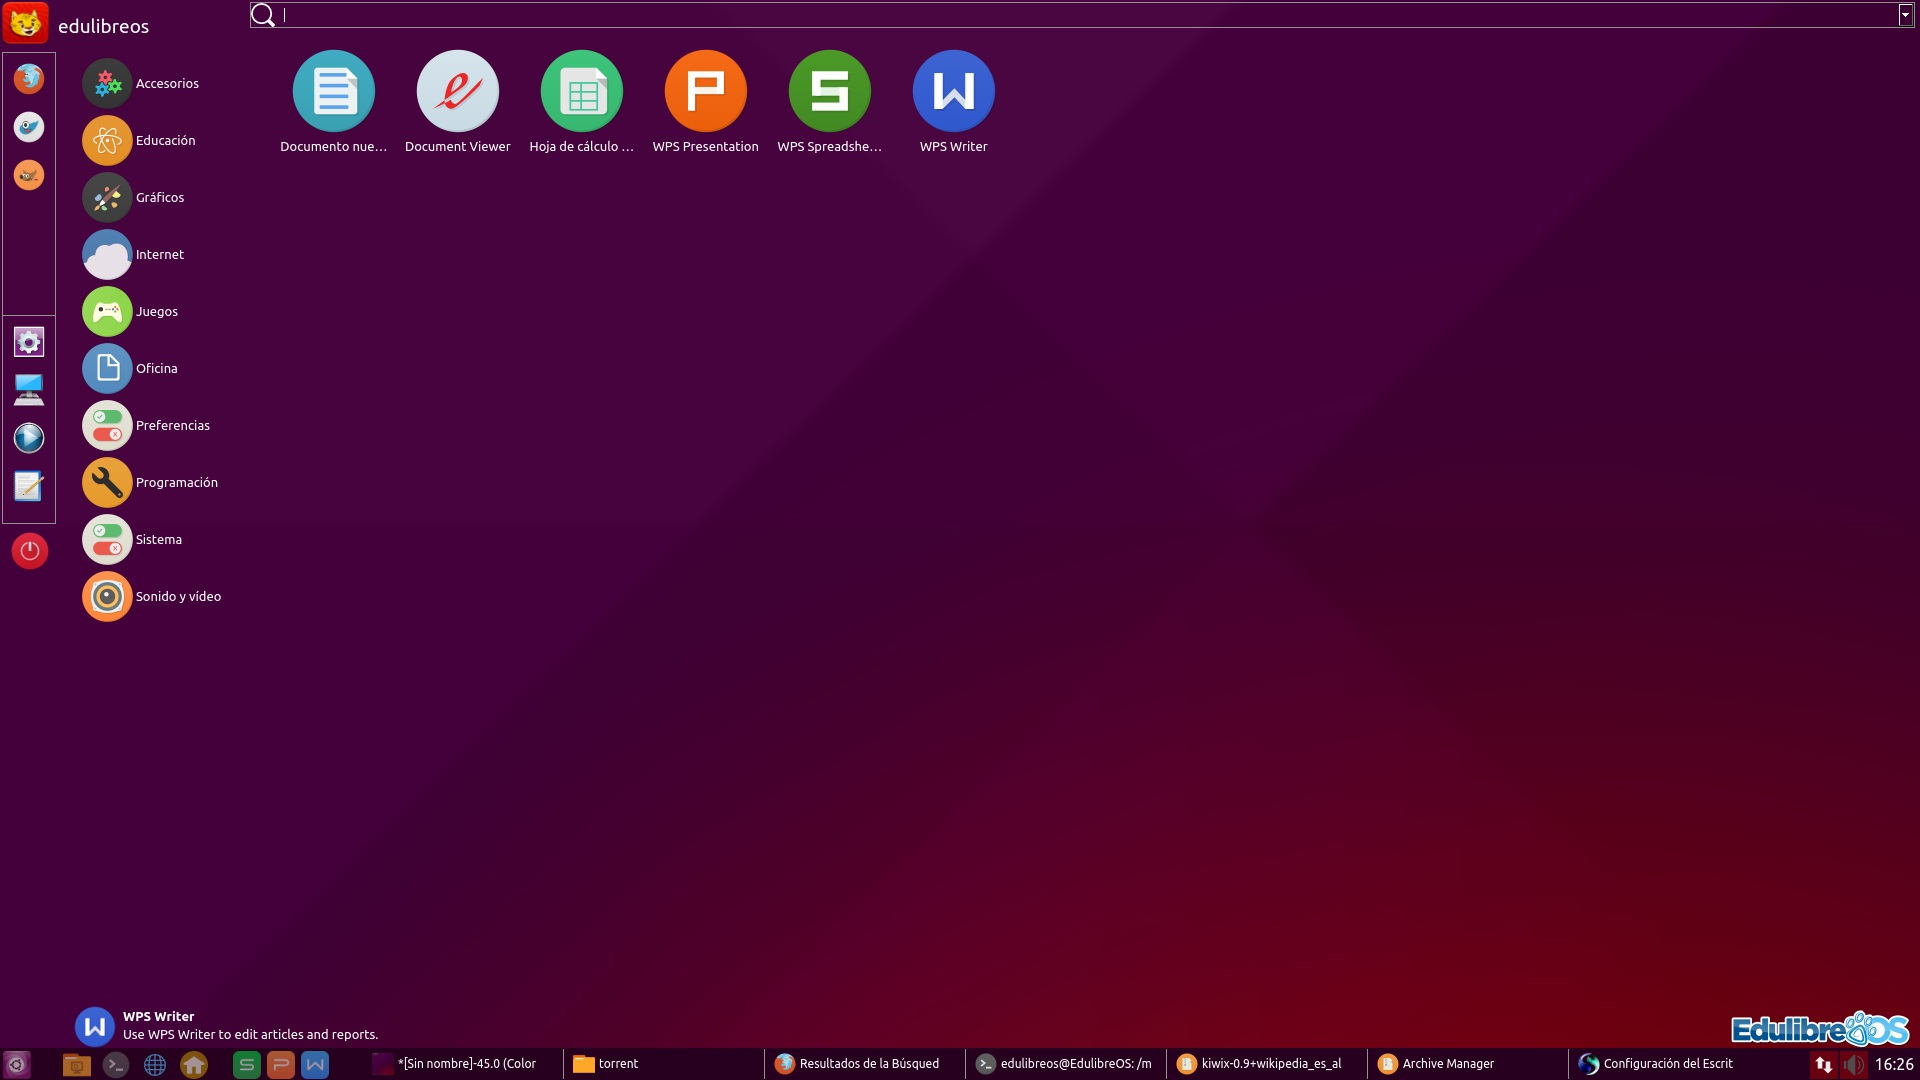 edulibreos
Accesorios
Educación
Gráficos
Internet
Juegos
Oficina
Preferencias
Programación
Sistema
Sonido y vídeo
Documento nue...
Document Viewer
Hoja de cálculo ...
WPS Presentation
WPS Spreadshe...
WPS Writer
WPS Writer
Use WPS Writer to edit articles and reports.
EdulibreOS
*[Sin nombre]-45.0 (Color
torrent
Resultados de la Búsqued
edulibreos@EdulibreOS: /m
kiwix-0.9+wikipedia_es_al
Archive Manager
Configuración del Escrit
16:26